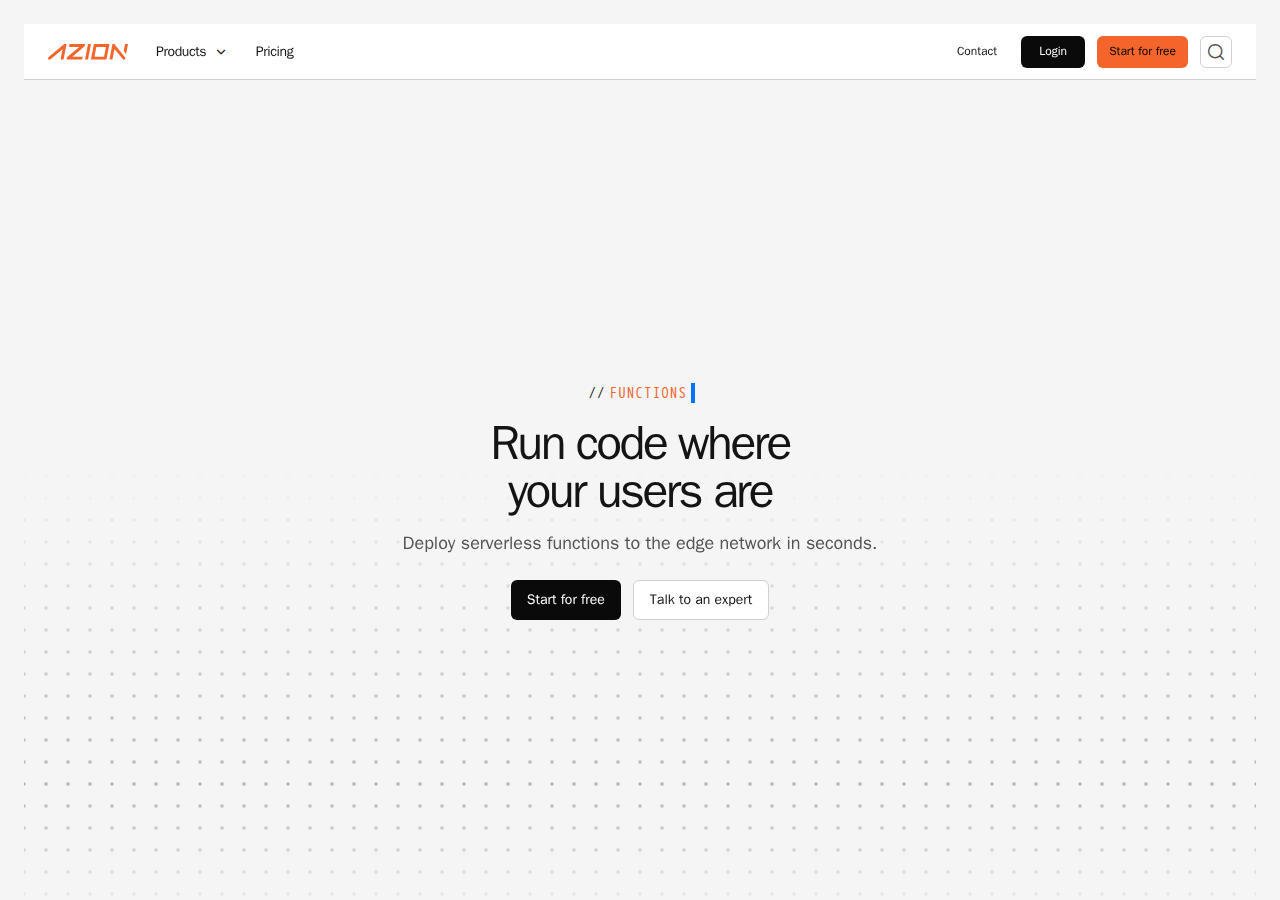 AZION
Products
Pricing
Contact
Login
Start for free
// FUNCTIONS
Run code where
your users are
Deploy serverless functions to the edge network in seconds.
Start for free
Talk to an expert